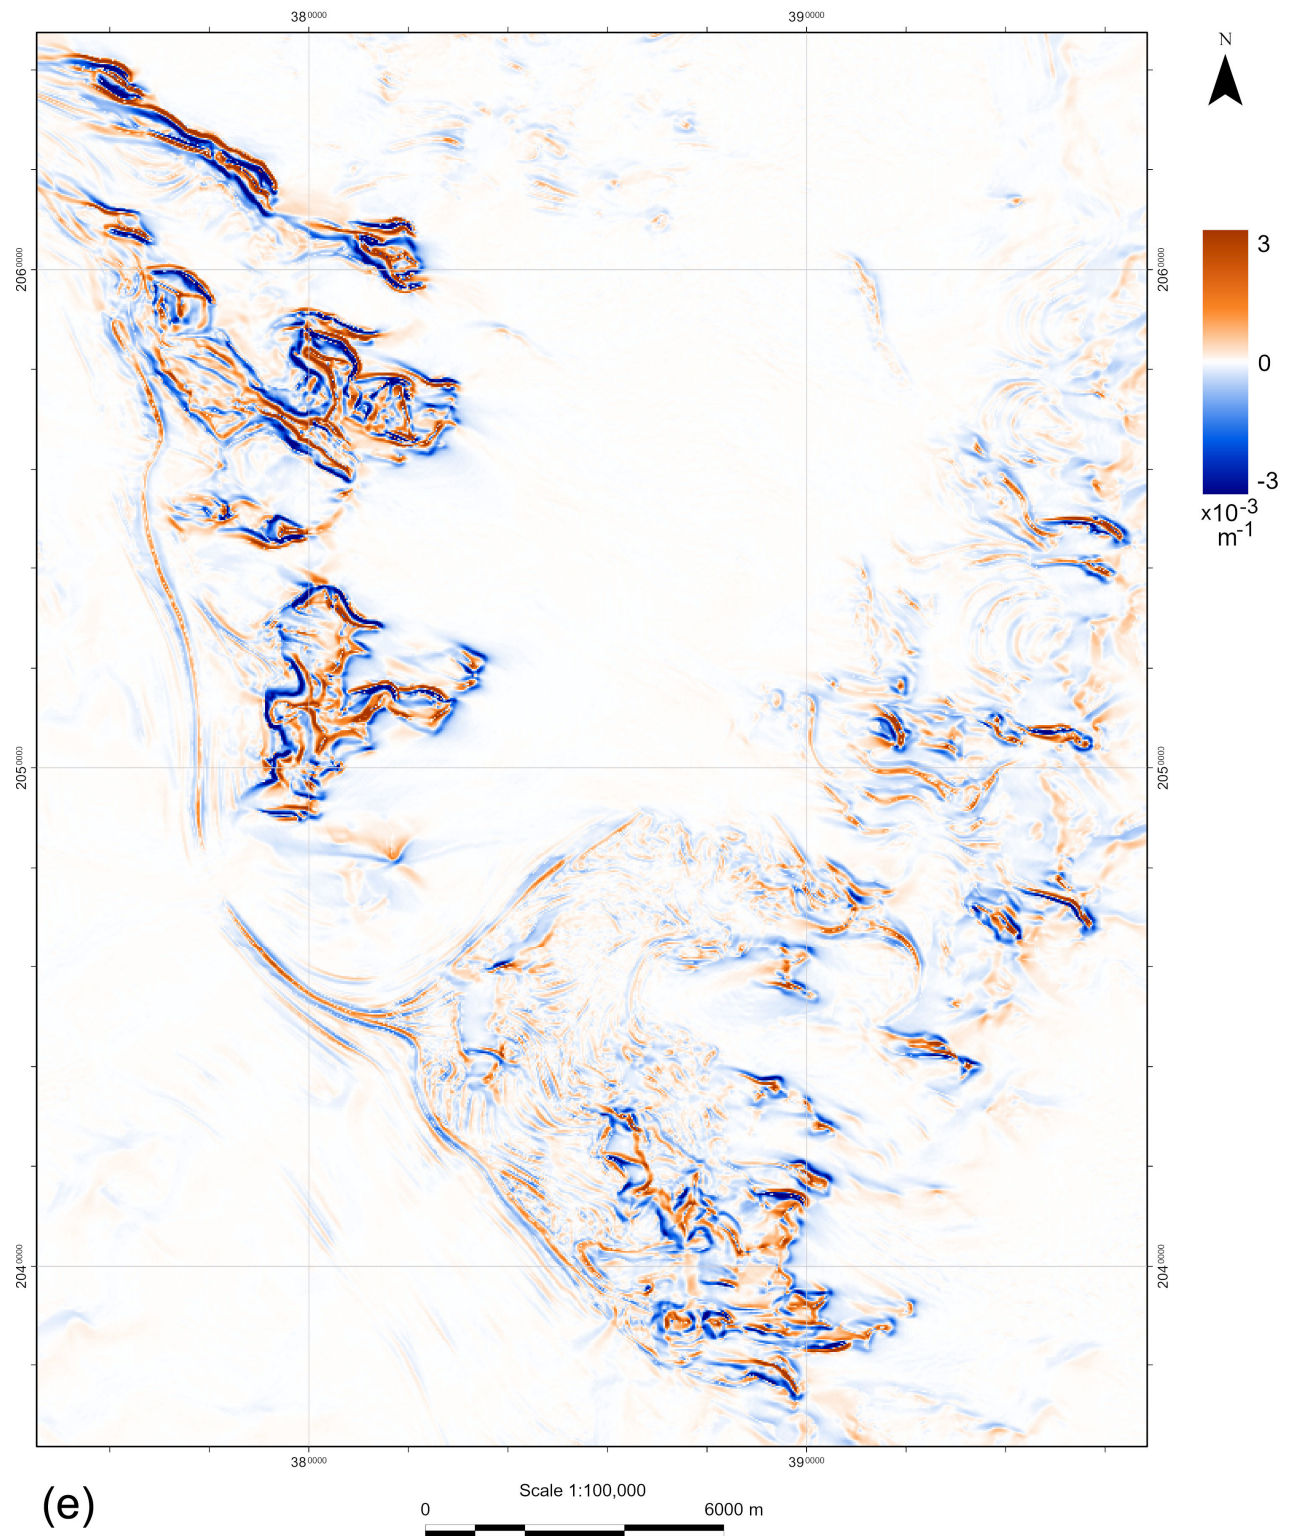 38⁰⁰⁰⁰ 39⁰⁰⁰⁰
N
206⁰⁰⁰⁰ 206⁰⁰⁰⁰
3
0
-3
x10⁻³
m⁻¹
205⁰⁰⁰⁰ 205⁰⁰⁰⁰
204⁰⁰⁰⁰ 204⁰⁰⁰⁰
38⁰⁰⁰⁰ 39⁰⁰⁰⁰
(e)
Scale 1:100,000
0 6000 m